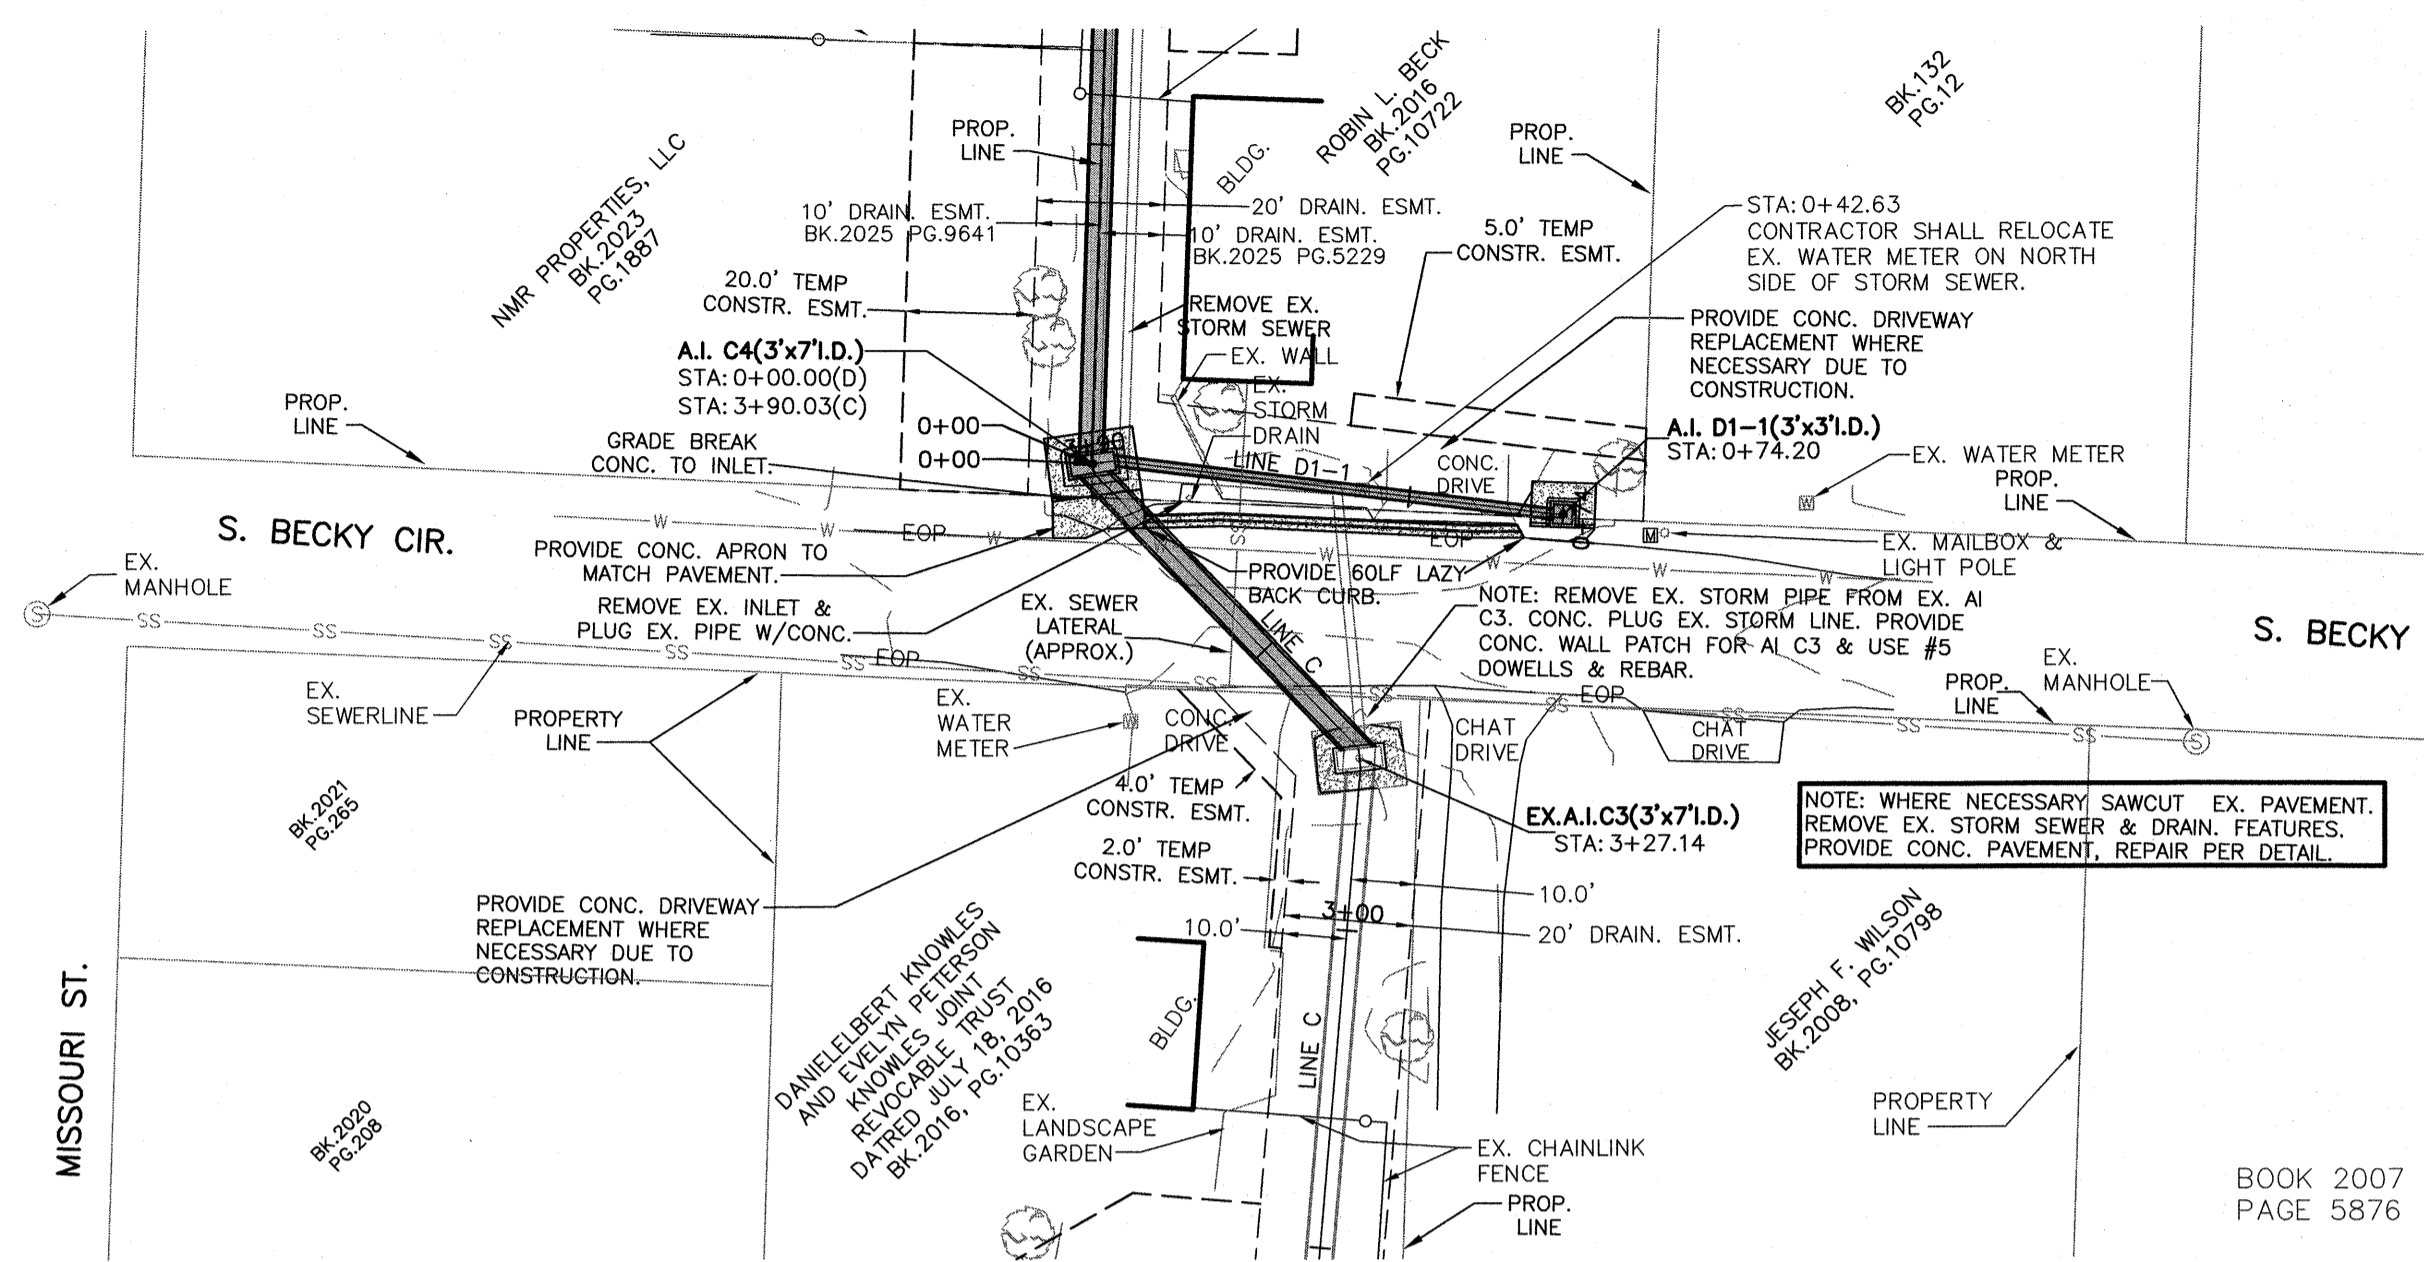 BK.132
PG.12
ROBIN L. BECK
BK.2016
PG.10722
PROP.
LINE
PROP.
LINE
BLDG.
NMR PROPERTIES, LLC
BK.2023
PG.1887
10' DRAIN. ESMT.
BK.2025 PG.9641
20' DRAIN. ESMT.
10' DRAIN. ESMT.
BK.2025 PG.5229
5.0' TEMP
CONSTR. ESMT.
STA: 0+42.63
CONTRACTOR SHALL RELOCATE
EX. WATER METER ON NORTH
SIDE OF STORM SEWER.
20.0' TEMP
CONSTR. ESMT.
REMOVE EX.
STORM SEWER
PROVIDE CONC. DRIVEWAY
REPLACEMENT WHERE
NECESSARY DUE TO
CONSTRUCTION.
A.I. C4(3'x7'I.D.)
STA: 0+00.00(D)
STA: 3+90.03(C)
EX. WALL
EX.
STORM
DRAIN
PROP.
LINE
0+00
0+00
3+90
GRADE BREAK
CONC. TO INLET.
LINE D1-1
CONC.
DRIVE
A.I. D1-1(3'x3'I.D.)
STA: 0+74.20
EX. WATER METER
PROP.
LINE
W
S. BECKY CIR.
W
W
EOP
W
SS
W
EOP
W
W
W
M
PROVIDE CONC. APRON TO
MATCH PAVEMENT.
EX. MAILBOX &
LIGHT POLE
EX.
MANHOLE
PROVIDE 60LF LAZY
BACK CURB.
REMOVE EX. INLET &
PLUG EX. PIPE W/CONC.
EX. SEWER
LATERAL
(APPROX.)
LINE C
NOTE: REMOVE EX. STORM PIPE FROM EX. AI
C3. CONC. PLUG EX. STORM LINE. PROVIDE
CONC. WALL PATCH FOR AI C3 & USE #5
DOWELLS & REBAR.
S. BECKY
S
SS
SS
SS
SS
SS
EOP
SS
SS
SS
EOP
SS
SS
SS
SS
S
EX.
SEWERLINE
PROPERTY
LINE
EX.
WATER
METER
W
CONC.
DRIVE
CHAT
DRIVE
CHAT
DRIVE
PROP.
LINE
EX.
MANHOLE
4.0' TEMP
CONSTR. ESMT.
BK.2021
PG.265
EX.A.I.C3(3'x7'I.D.)
STA: 3+27.14
NOTE: WHERE NECESSARY SAWCUT EX. PAVEMENT.
REMOVE EX. STORM SEWER & DRAIN. FEATURES.
PROVIDE CONC. PAVEMENT, REPAIR PER DETAIL.
2.0' TEMP
CONSTR. ESMT.
10.0'
3+00
10.0'
20' DRAIN. ESMT.
PROVIDE CONC. DRIVEWAY
REPLACEMENT WHERE
NECESSARY DUE TO
CONSTRUCTION.
DANIELELBERT KNOWLES
AND EVELYN PETERSON
KNOWLES JOINT
REVOCABLE TRUST
DATRED JULY 18, 2016
BK.2016, PG.10363
BLDG.
LINE C
JESEPH F. WILSON
BK.2008, PG.10798
MISSOURI ST.
BK.2020
PG.208
EX.
LANDSCAPE
GARDEN
EX. CHAINLINK
FENCE
PROP.
LINE
PROPERTY
LINE
BOOK 2007
PAGE 5876